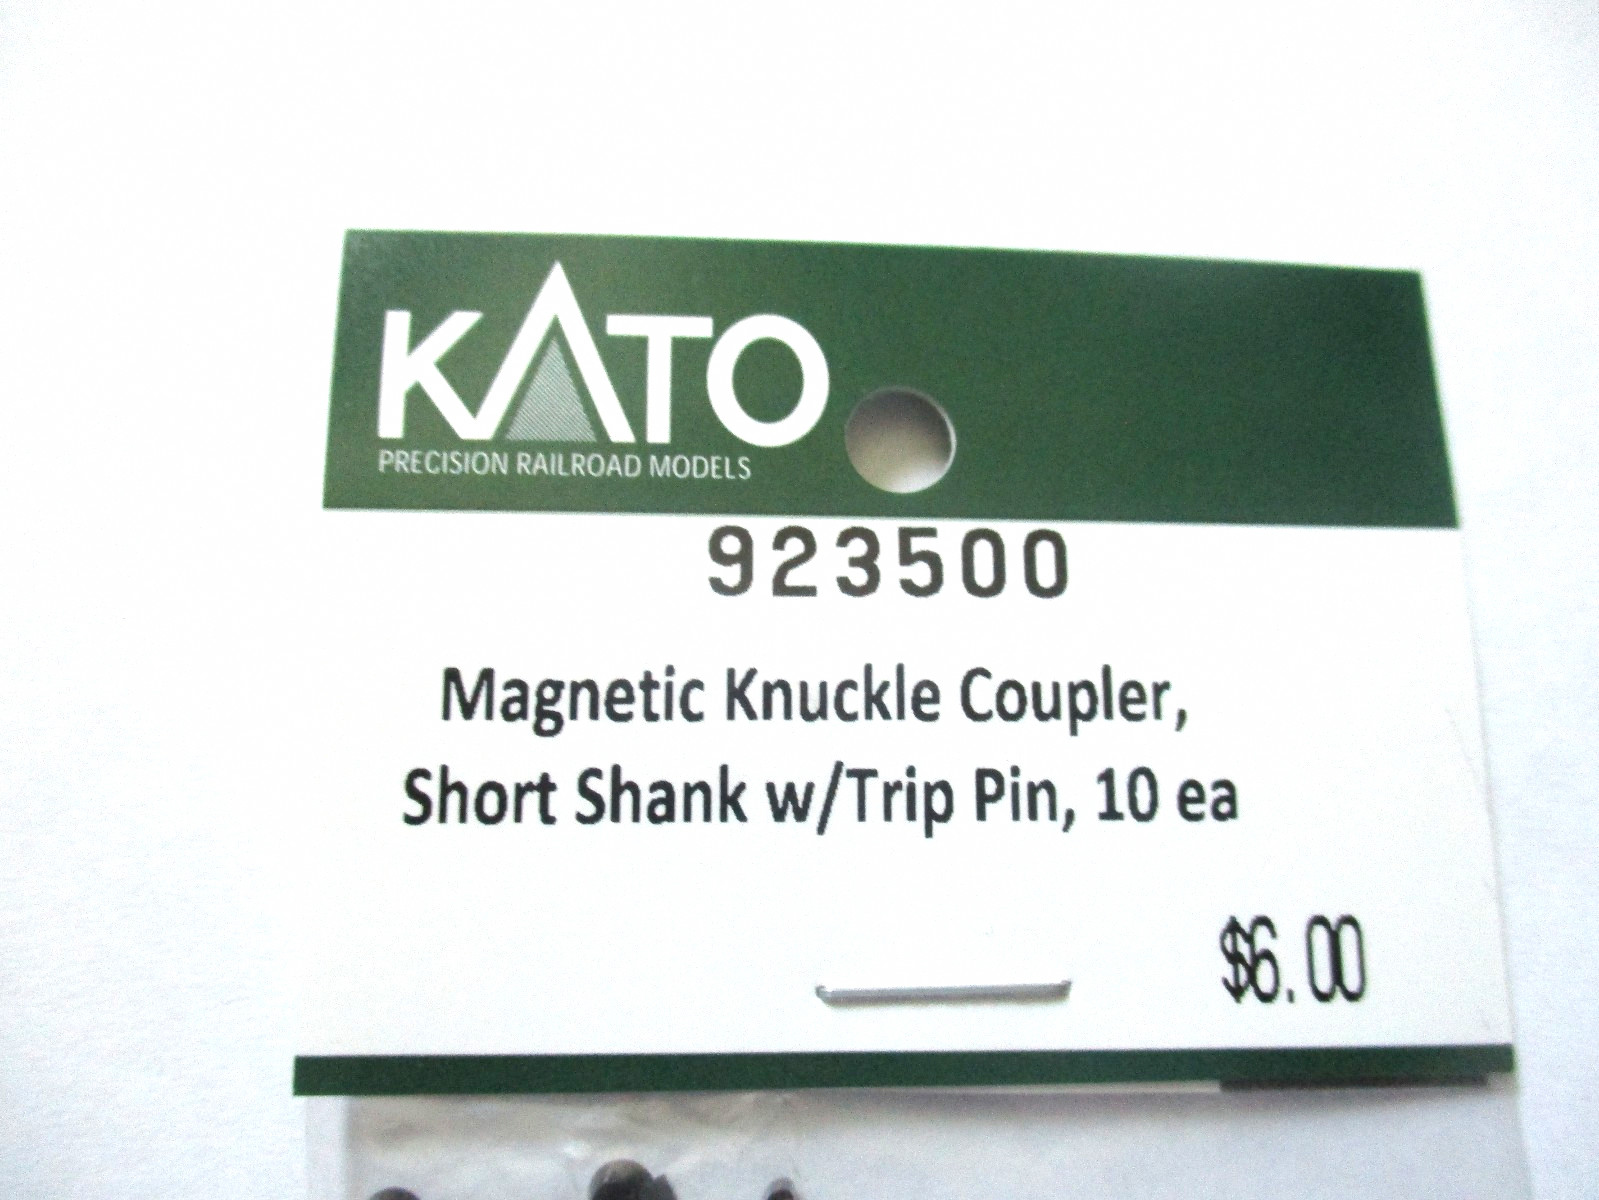 KATO
PRECISION RAILROAD MODELS
923500
Magnetic Knuckle Coupler,
Short Shank w/Trip Pin, 10 ea
$6.00